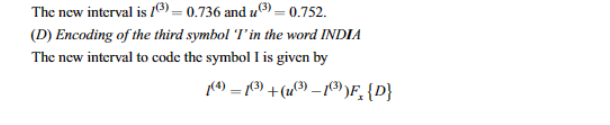 The new interval is l⁽³⁾ = 0.736 and u⁽³⁾ = 0.752.
(D) Encoding of the third symbol 'I' in the word INDIA
The new interval to code the symbol I is given by
l⁽⁴⁾ = l⁽³⁾ + (u⁽³⁾ – l⁽³⁾)Fₓ{D}